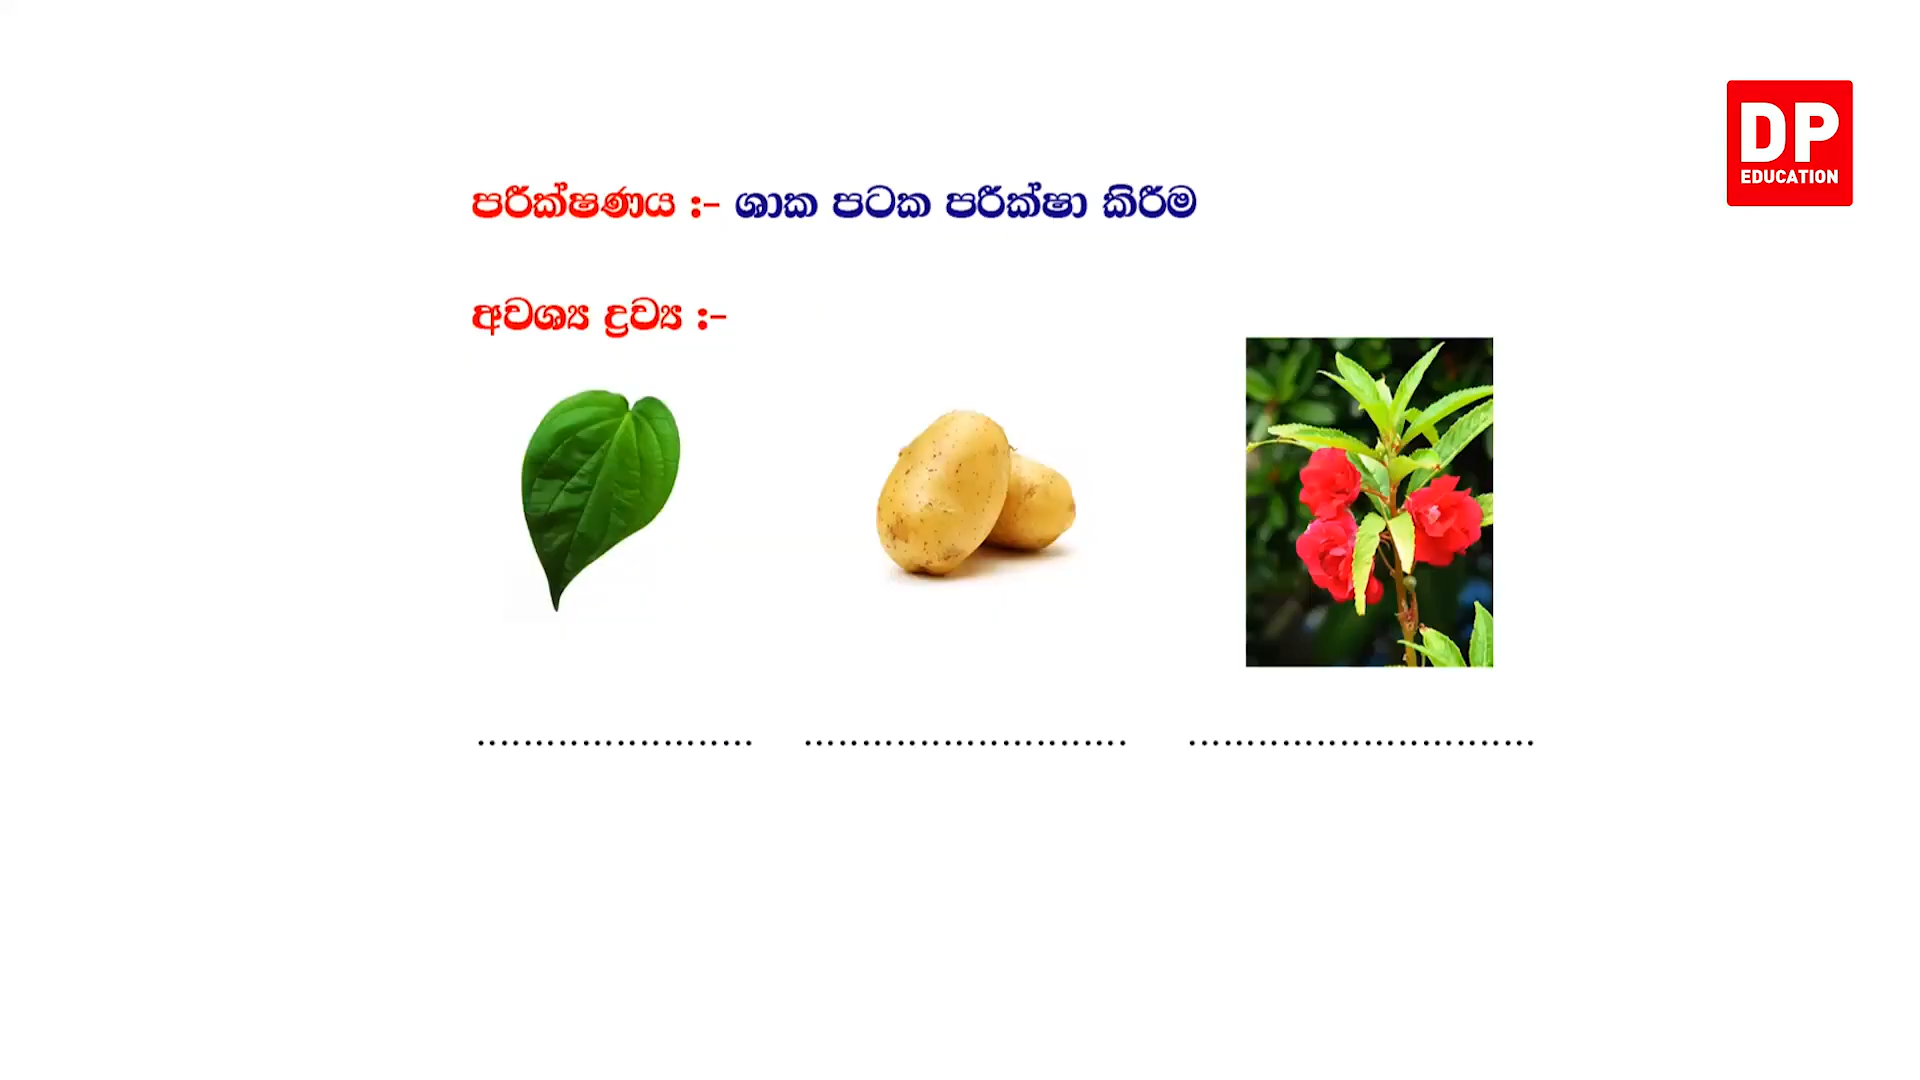 DP
EDUCATION
පරීක්ෂණය :- ශාක පටක පරීක්ෂා කිරීම
අවශ්‍ය ද්‍රව්‍ය :-
........................ ............................ ..............................